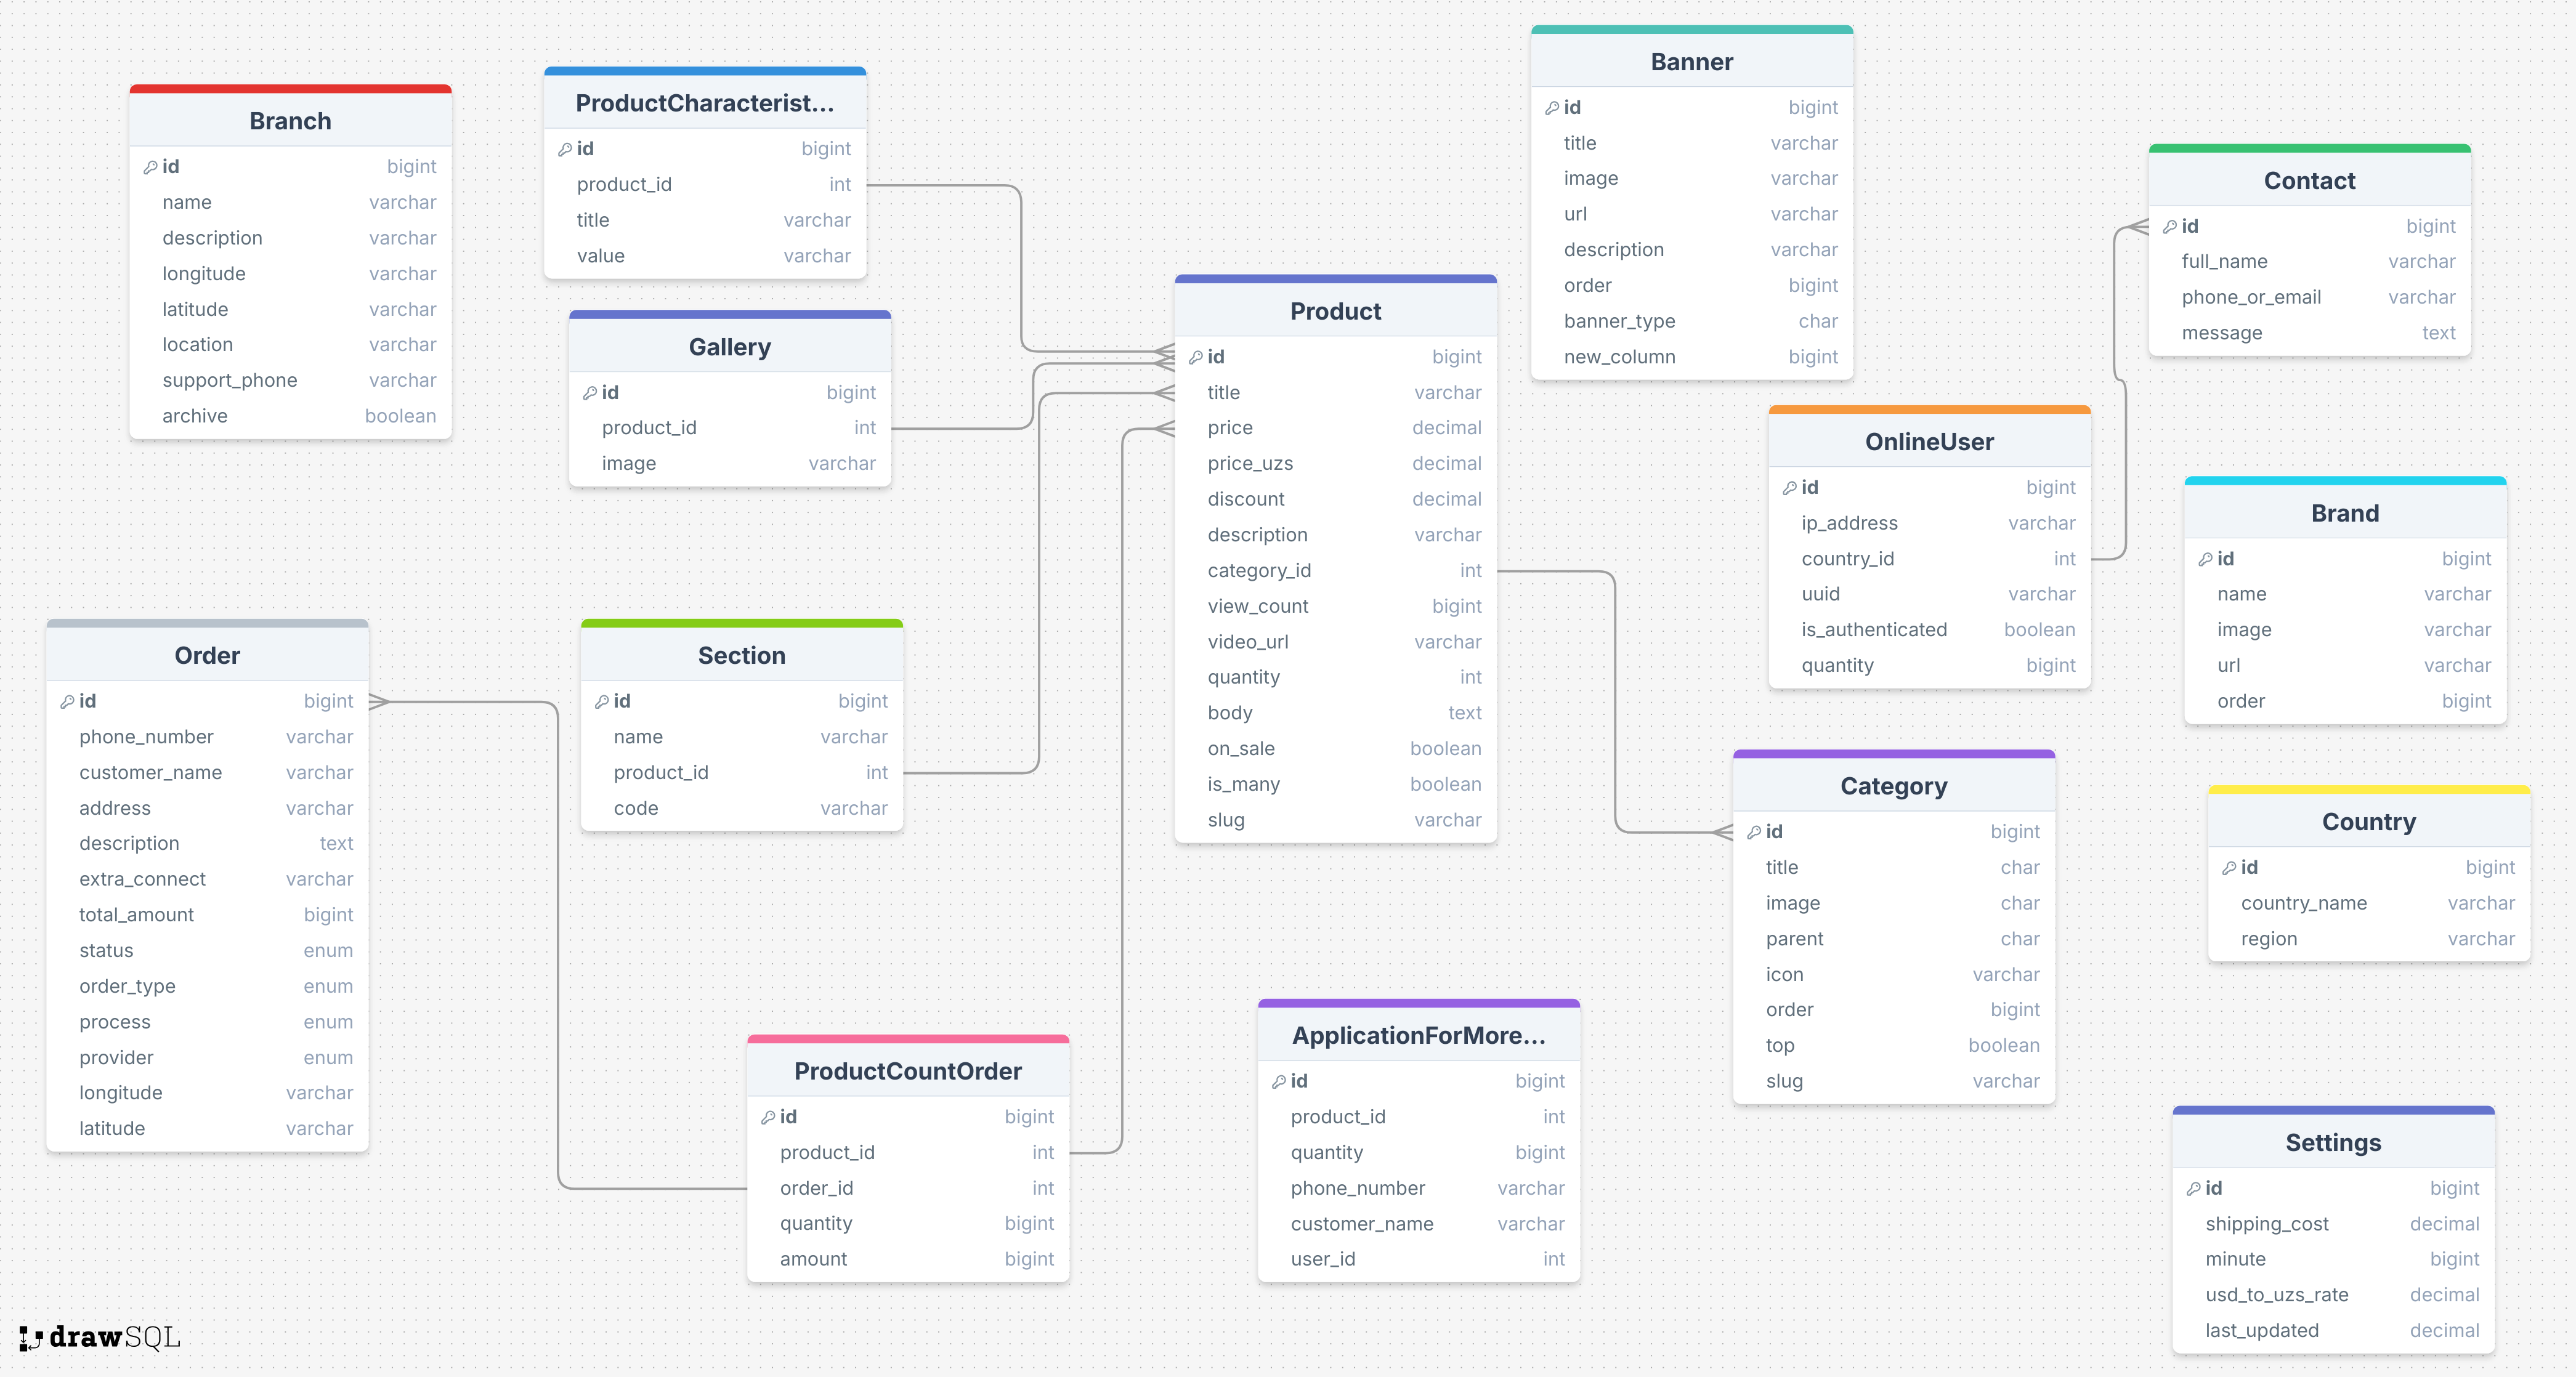 Branch
id bigint
name varchar
description varchar
longitude varchar
latitude varchar
location varchar
support_phone varchar
archive boolean
ProductCharacterist...
id bigint
product_id int
title varchar
value varchar
Gallery
id bigint
product_id int
image varchar
Product
id bigint
title varchar
price decimal
price_uzs decimal
discount decimal
description varchar
category_id int
view_count bigint
video_url varchar
quantity int
body text
on_sale boolean
is_many boolean
slug varchar
Banner
id bigint
title varchar
image varchar
url varchar
description varchar
order bigint
banner_type char
new_column bigint
Contact
id bigint
full_name varchar
phone_or_email varchar
message text
OnlineUser
id bigint
ip_address varchar
country_id int
uuid varchar
is_authenticated boolean
quantity bigint
Brand
id bigint
name varchar
image varchar
url varchar
order bigint
Order
id bigint
phone_number varchar
customer_name varchar
address varchar
description text
extra_connect varchar
total_amount bigint
status enum
order_type enum
process enum
provider enum
longitude varchar
latitude varchar
Section
id bigint
name varchar
product_id int
code varchar
Category
id bigint
title char
image char
parent char
icon varchar
order bigint
top boolean
slug varchar
Country
id bigint
country_name varchar
region varchar
ProductCountOrder
id bigint
product_id int
order_id int
quantity bigint
amount bigint
ApplicationForMore...
id bigint
product_id int
quantity bigint
phone_number varchar
customer_name varchar
user_id int
Settings
id bigint
shipping_cost decimal
minute bigint
usd_to_uzs_rate decimal
last_updated decimal
drawSQL